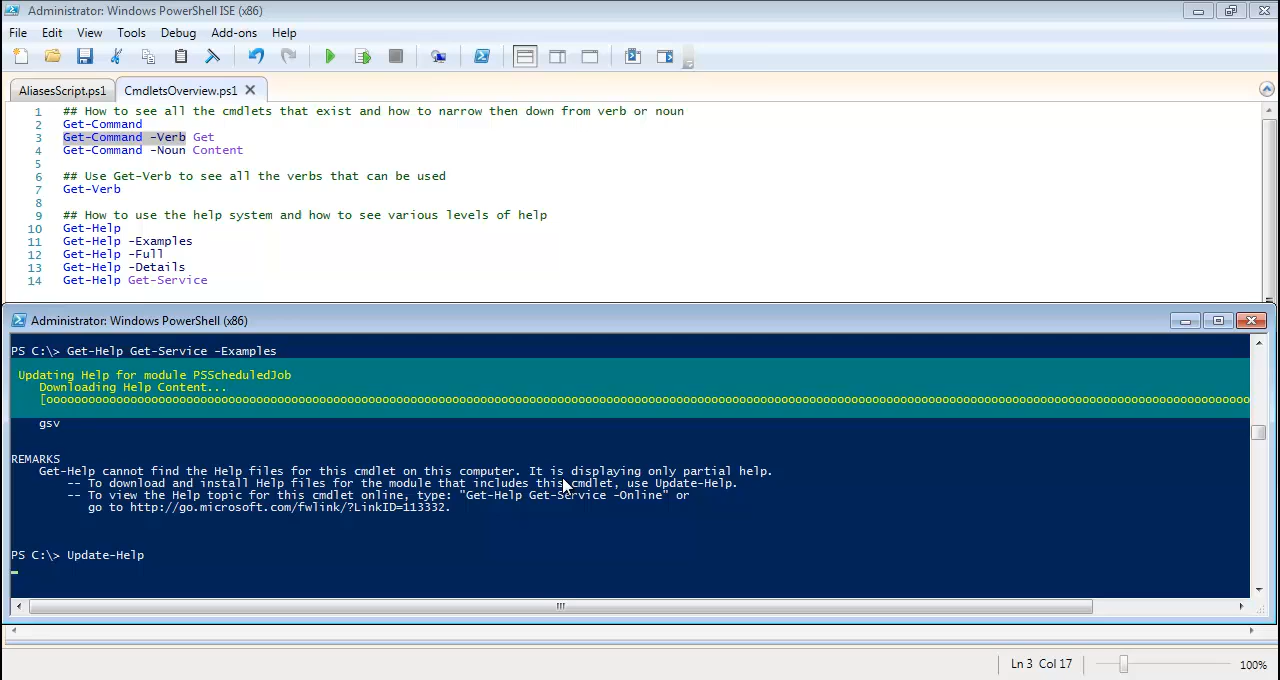 Administrator: Windows PowerShell ISE (x86)
File Edit View Tools Debug Add-ons Help
AliasesScript.ps1 CmdletsOverview.ps1
1 ## How to see all the cmdlets that exist and how to narrow then down from verb or noun
2 Get-Command
3 Get-Command -Verb Get
4 Get-Command -Noun Content
5
6 ## Use Get-Verb to see all the verbs that can be used
7 Get-Verb
8
9 ## How to use the help system and how to see various levels of help
10 Get-Help
11 Get-Help -Examples
12 Get-Help -Full
13 Get-Help -Details
14 Get-Help Get-Service
Administrator: Windows PowerShell (x86)
PS C:\> Get-Help Get-Service -Examples
Updating Help for module PSScheduledJob
Downloading Help Content...
gsv
REMARKS
Get-Help cannot find the Help files for this cmdlet on this computer. It is displaying only partial help.
-- To download and install Help files for the module that includes this cmdlet, use Update-Help.
-- To view the Help topic for this cmdlet online, type: "Get-Help Get-Service -Online" or
go to http://go.microsoft.com/fwlink/?LinkID=113332.
PS C:\> Update-Help
Ln 3 Col 17 100%